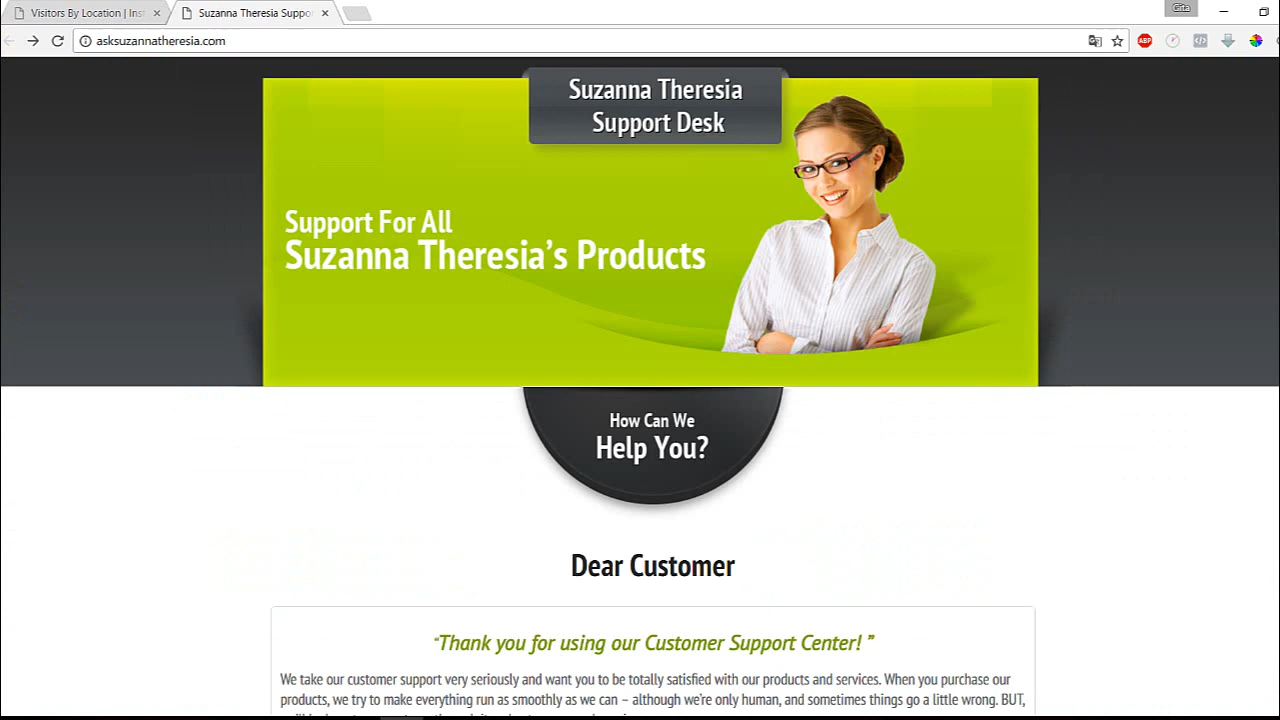 Visitors By Location | Ins
Suzanna Theresia Suppo
Gita
asksuzannatheresia.com
ABP
Suzanna Theresia
Support Desk
Support For All
Suzanna Theresia's Products
How Can We
Help You?
Dear Customer
"Thank you for using our Customer Support Center! "
We take our customer support very seriously and want you to be totally satisfied with our products and services. When you purchase our
products, we try to make everything run as smoothly as we can – although we're only human, and sometimes things go a little wrong. BUT,